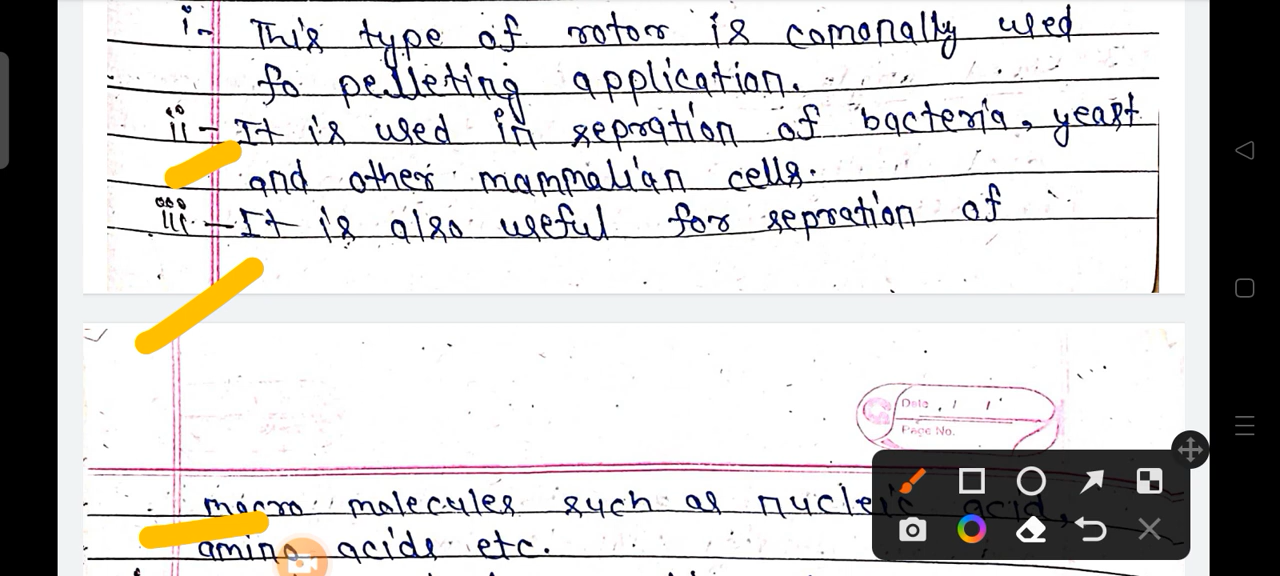 i- This type of rotor is comonally used
fo pelleting application.
ii- It is used in sepration of bacteria, yeast
and other mammalian cells.
iii- It is also useful for sepration of
Date
Page No.
macro molecules such as nucleic acid,
amino acids etc.